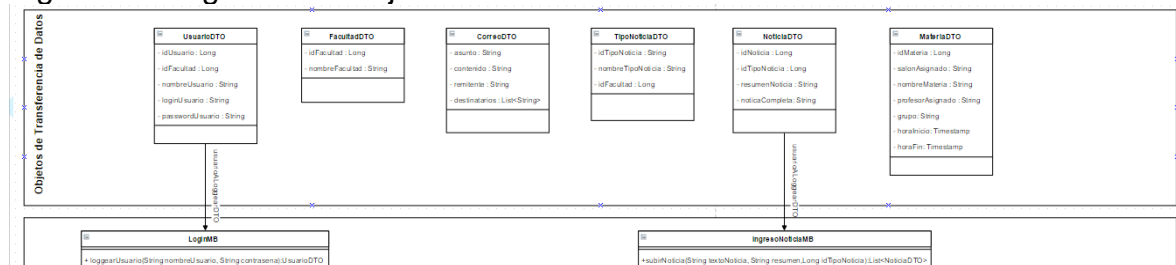 Objetos de Transferencia de Datos
UsuarioDTO
- idUsuario : Long
- idFacultad : Long
- nombreUsuario : String
- loginUsuario : String
- passwordUsuario : String
FacultadDTO
- idFacultad : Long
- nombreFacultad : String
CorreoDTO
- asunto : String
- contenido : String
- remitente : String
- destinatarios : List<String>
TipoNoticiaDTO
- idTipoNoticia : String
- nombreTipoNoticia : String
- idFacultad : Long
NoticiaDTO
- idNoticia : Long
- idTipoNoticia : Long
- resumenNoticia : String
- noticaCompleta : String
MateriaDTO
- idMateria : Long
- salonAsignado : String
- nombreMateria : String
- profesorAsignado : String
- grupo: String
- horaInicio: Timestamp
- horaFin: Timestamp
usuarioALoggearDTO
usuarioALoggearDTO
LoginMB
+ loggearUsuario(String nombreUsuario, String contrasena):UsuarioDTO
IngresoNoticiaMB
+subirNoticia(String textoNoticia, String resumen,Long idTipoNoticia):List<NoticiaDTO>